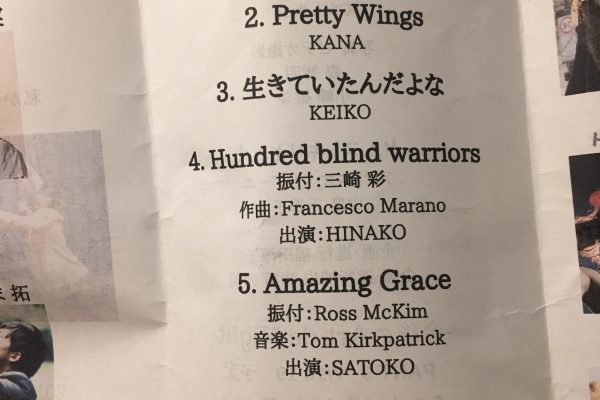 2. Pretty Wings
KANA
3. 生きていたんだよな
KEIKO
4. Hundred blind warriors
振付:三崎 彩
作曲:Francesco Marano
出演:HINAKO
5. Amazing Grace
振付:Ross McKim
音楽:Tom Kirkpatrick
出演:SATOKO
拓